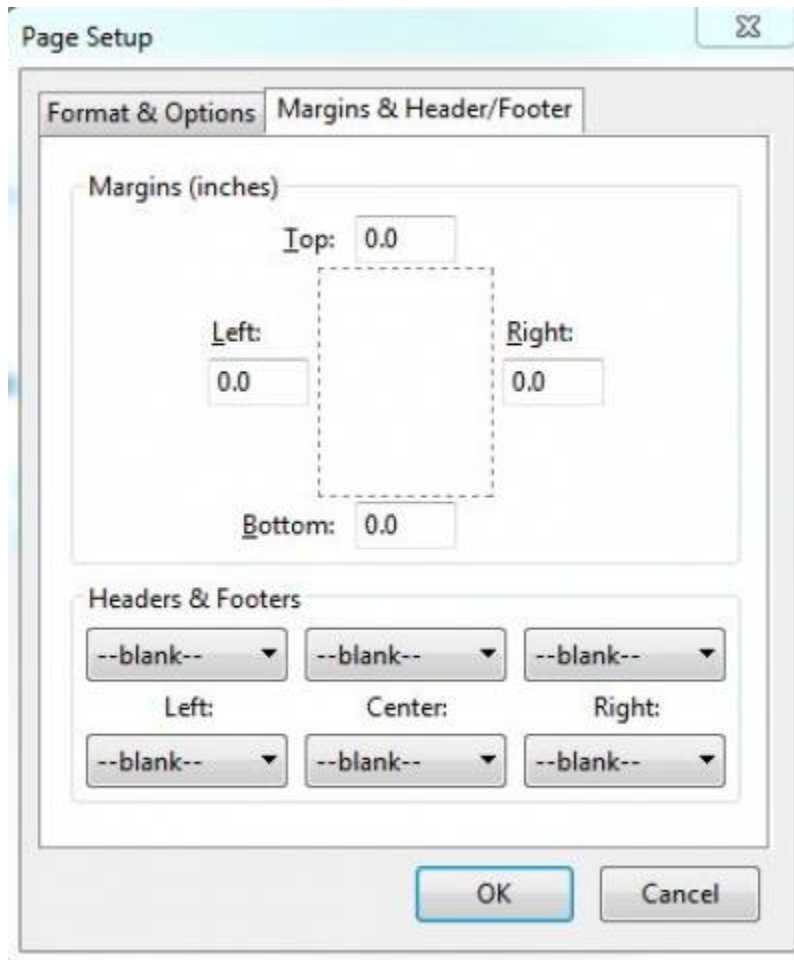 Page Setup
Format & Options Margins & Header/Footer
Margins (inches)
Top: 0.0
Left: Right:
0.0 0.0
Bottom: 0.0
Headers & Footers
--blank-- --blank-- --blank--
Left: Center: Right:
--blank-- --blank-- --blank--
OK Cancel